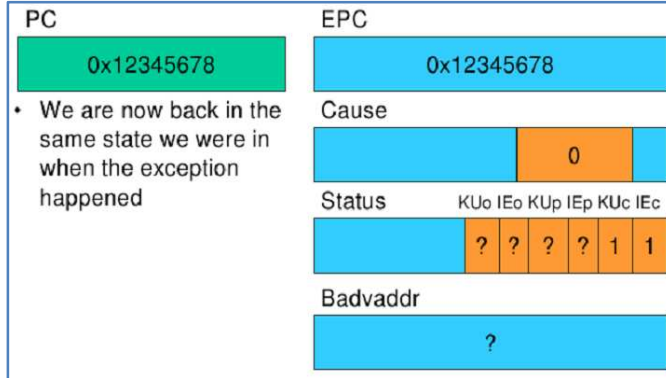 PC
0x12345678
• We are now back in the
same state we were in
when the exception
happened
EPC
0x12345678
Cause
0
Status
KUo IEo KUp IEp KUc IEc
? ? ? ? 1 1
Badvaddr
?